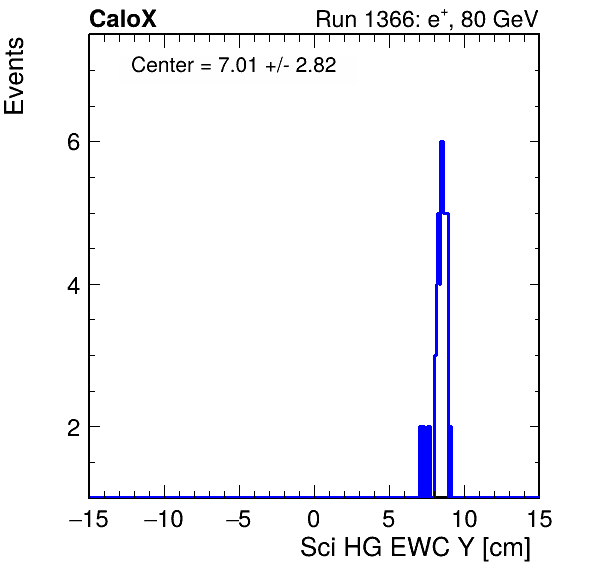 CaloX Run 1366: e⁺, 80 GeV
Center = 7.01 +/- 2.82
Events
6
4
2
−15 −10 −5 0 5 10 15
Sci HG EWC Y [cm]